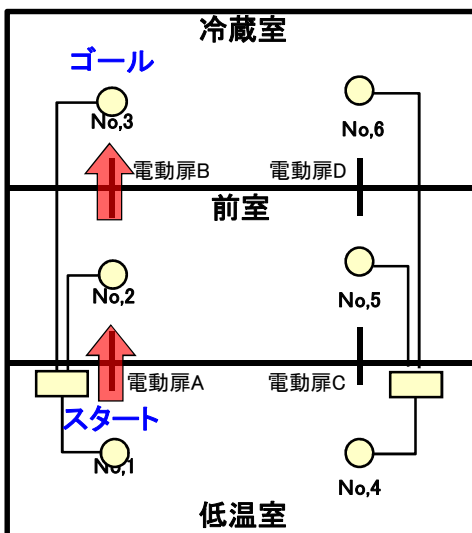 冷蔵室
ゴール
No,3
No,6
電動扉B
電動扉D
前室
No,2
No,5
電動扉A
電動扉C
スタート
No,1
No,4
低温室